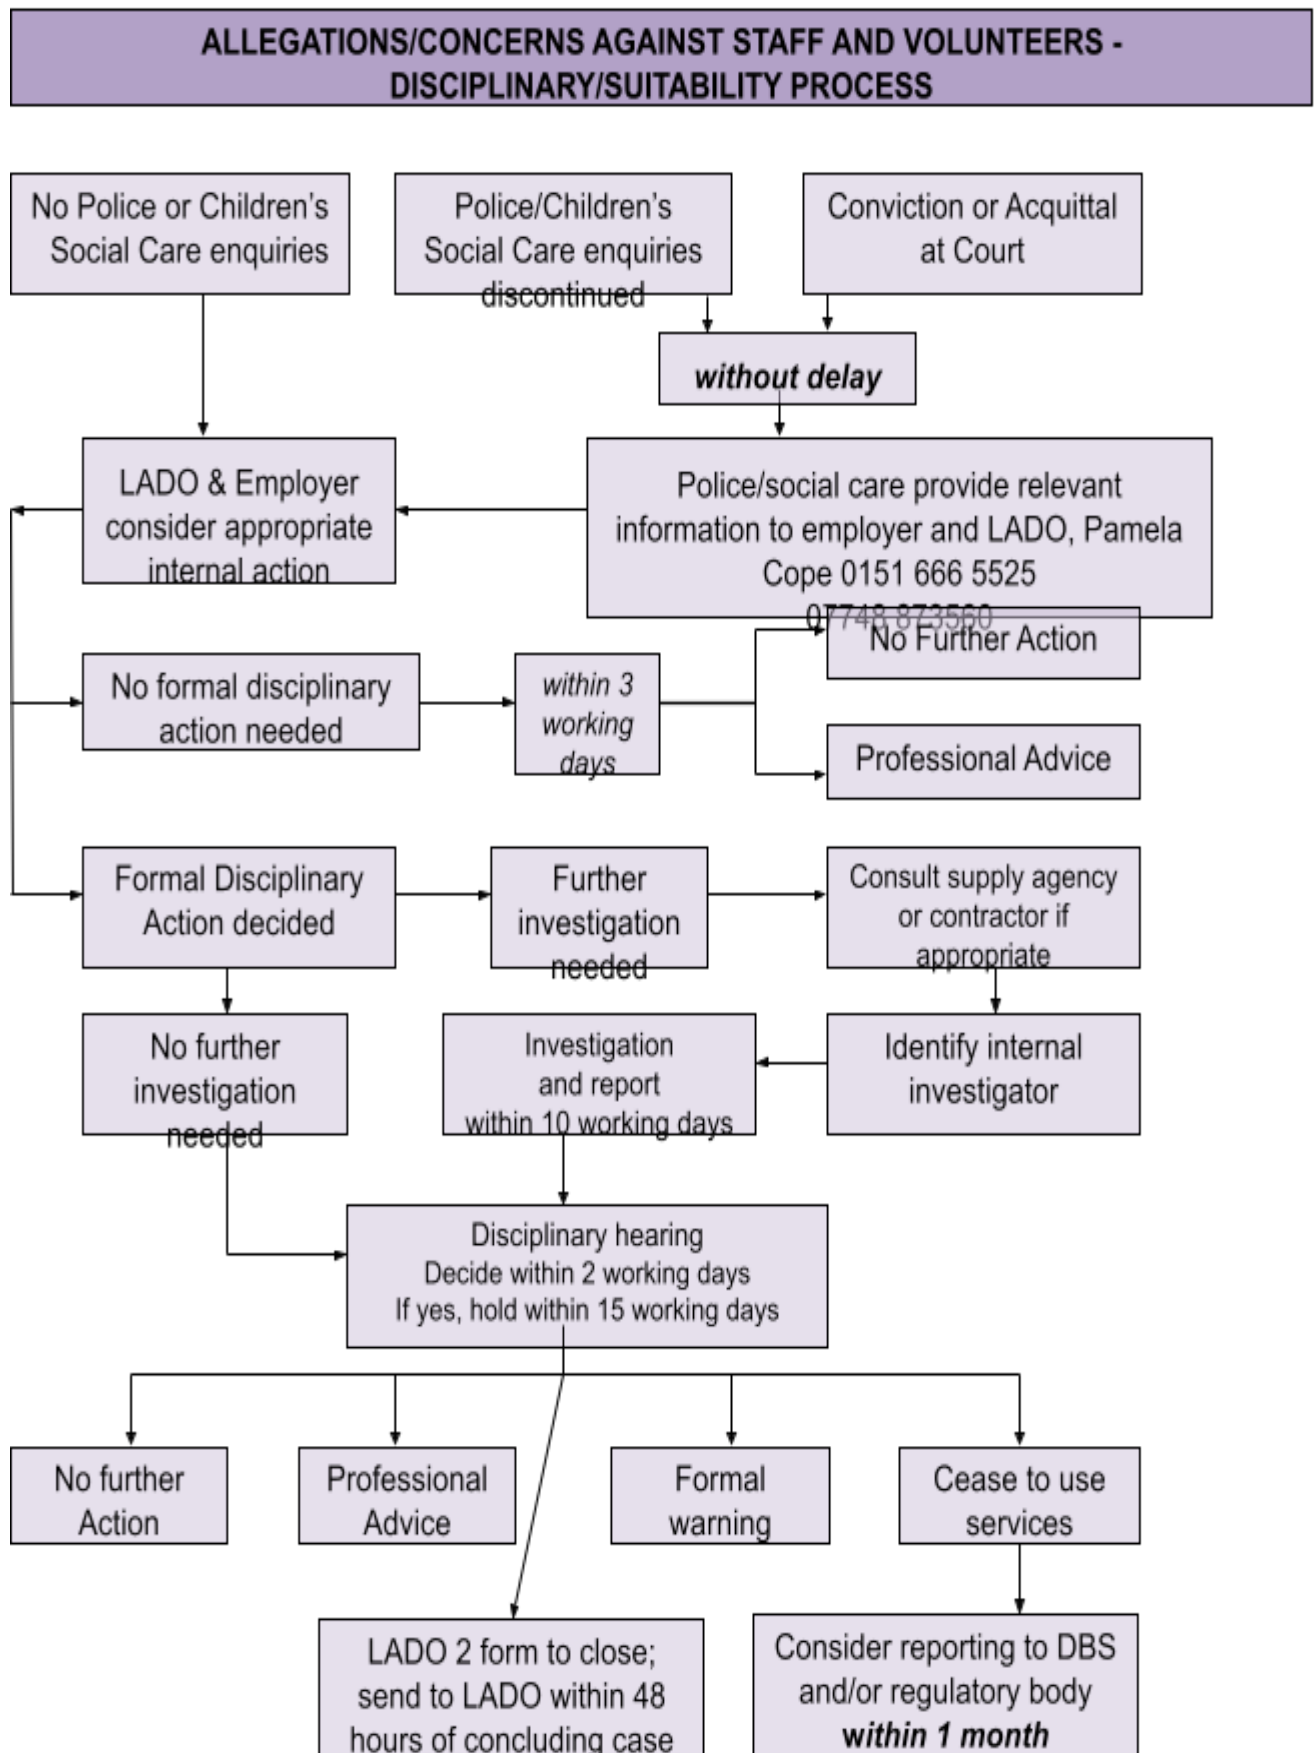 ALLEGATIONS/CONCERNS AGAINST STAFF AND VOLUNTEERS -
DISCIPLINARY/SUITABILITY PROCESS
No Police or Children's
Social Care enquiries
Police/Children's
Social Care enquiries
discontinued
Conviction or Acquittal
at Court
without delay
LADO & Employer
consider appropriate
internal action
Police/social care provide relevant
information to employer and LADO, Pamela
Cope 0151 666 5525
07748 873560
No Further Action
No formal disciplinary
action needed
within 3
working
days
Professional Advice
Formal Disciplinary
Action decided
Further
investigation
needed
Consult supply agency
or contractor if
appropriate
No further
investigation
needed
Investigation
and report
within 10 working days
Identify internal
investigator
Disciplinary hearing
Decide within 2 working days
If yes, hold within 15 working days
No further
Action
Professional
Advice
Formal
warning
Cease to use
services
LADO 2 form to close;
send to LADO within 48
hours of concluding case
Consider reporting to DBS
and/or regulatory body
within 1 month